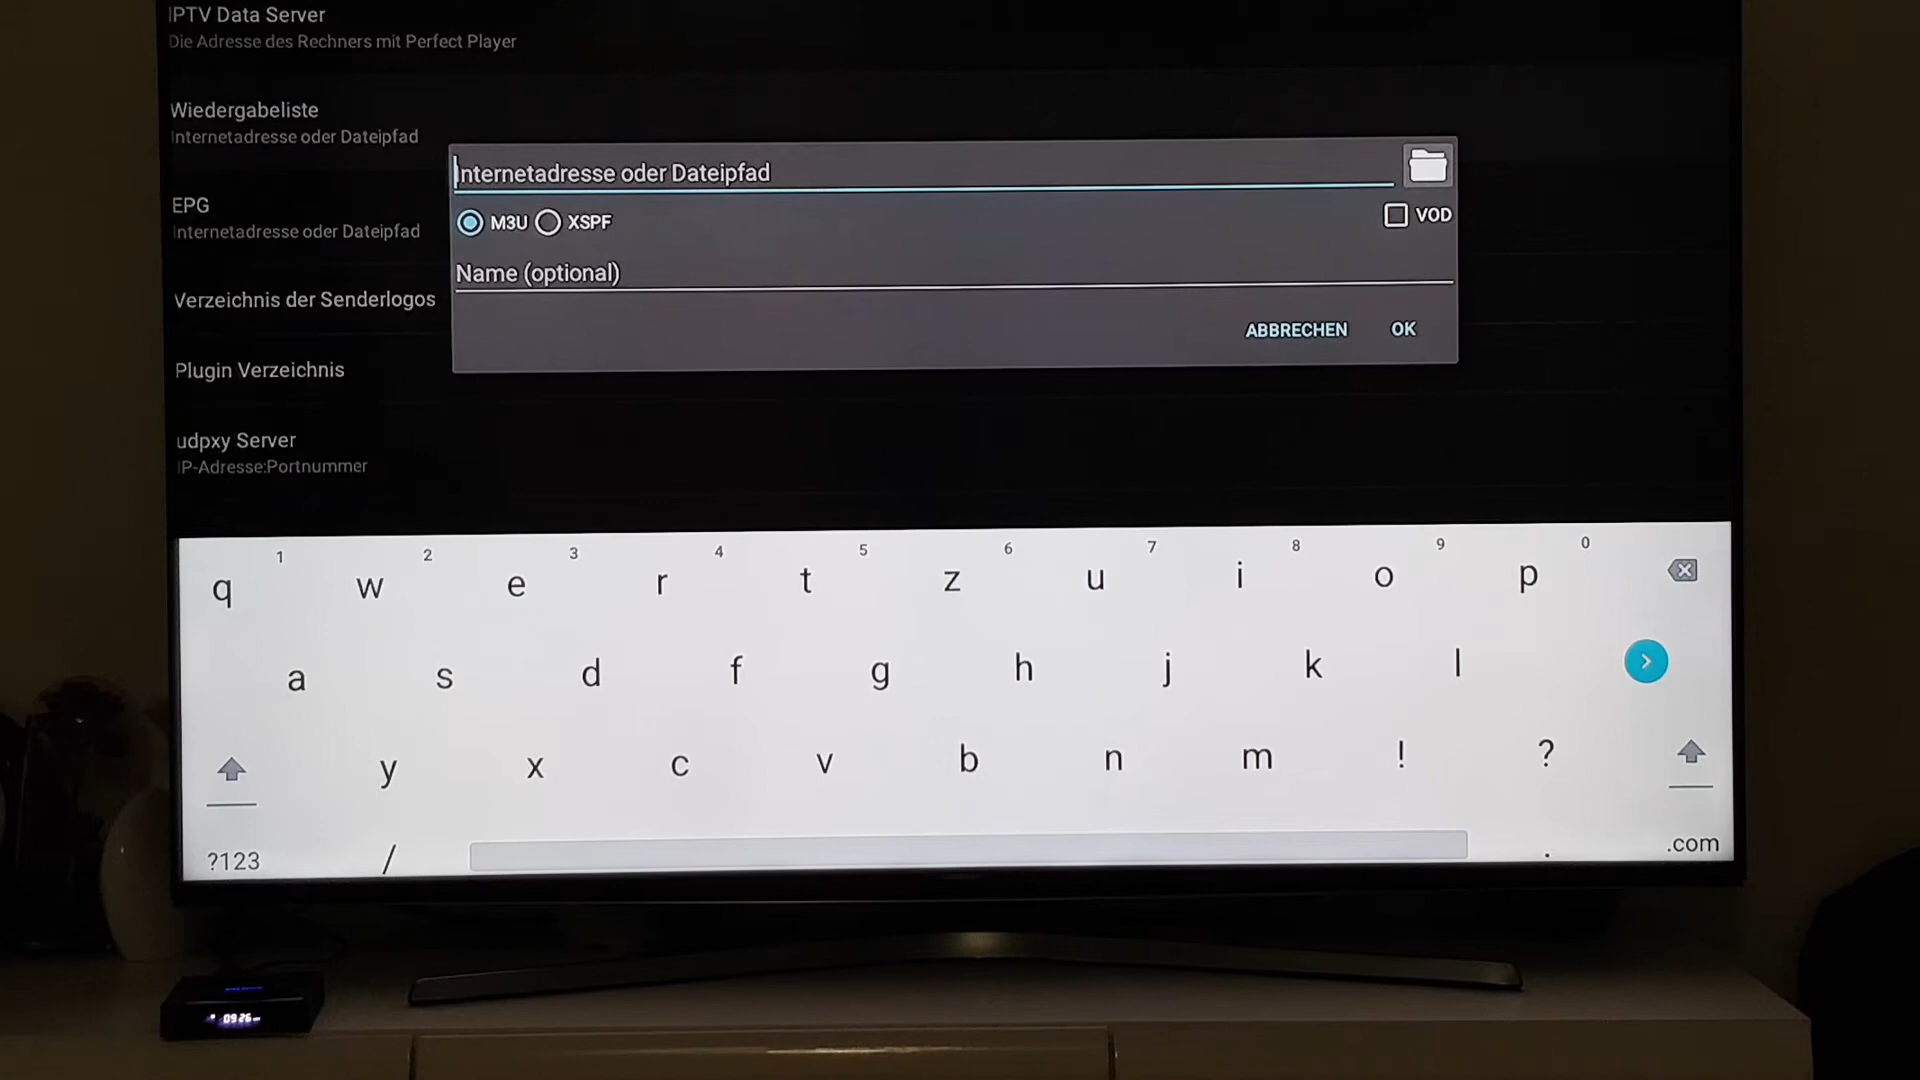 IPTV Data Server
Die Adresse des Rechners mit Perfect Player
Wiedergabeliste
Internetadresse oder Dateipfad
Internetadresse oder Dateipfad
M3U XSPF VOD
EPG
Internetadresse oder Dateipfad
Name (optional)
Verzeichnis der Senderlogos
ABBRECHEN OK
Plugin Verzeichnis
udpxy Server
IP-Adresse:Portnummer
1 2 3 4 5 6 7 8 9 0
q w e r t z u i o p
a s d f g h j k l
y x c v b n m ! ?
?123 / . .com
09:26